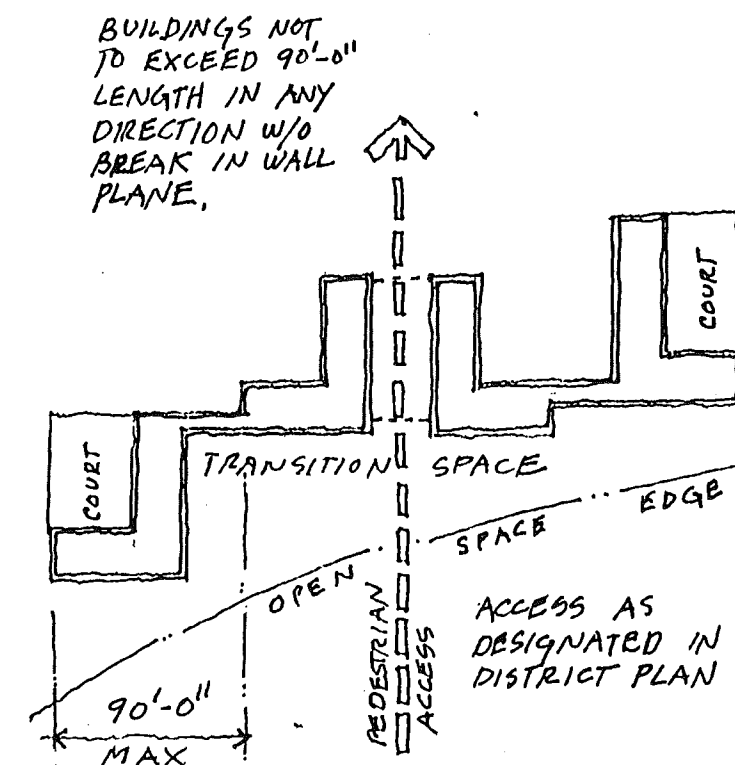 BUILDINGS NOT
TO EXCEED 90'-0"
LENGTH IN ANY
DIRECTION W/O
BREAK IN WALL
PLANE.
COURT
COURT
TRANSITION SPACE
OPEN SPACE EDGE
PEDESTRIAN
ACCESS
ACCESS AS
DESIGNATED IN
DISTRICT PLAN
90'-0"
MAX